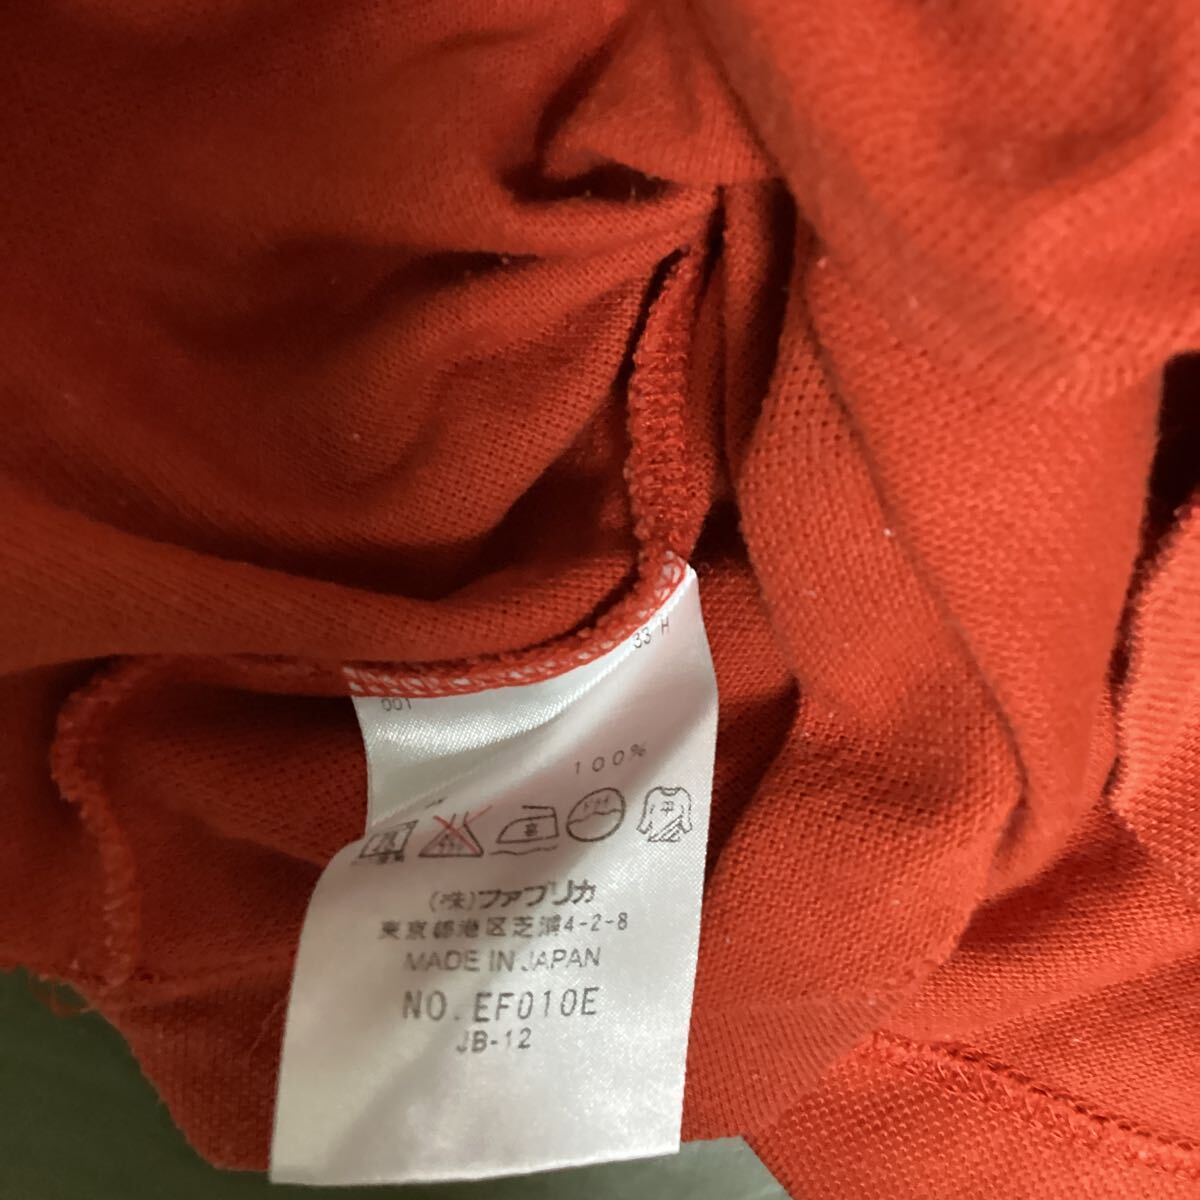 001 33 H
100%
(株)ファブリカ
東京都港区芝浦4-2-8
MADE IN JAPAN
NO. EF010E
JB-12